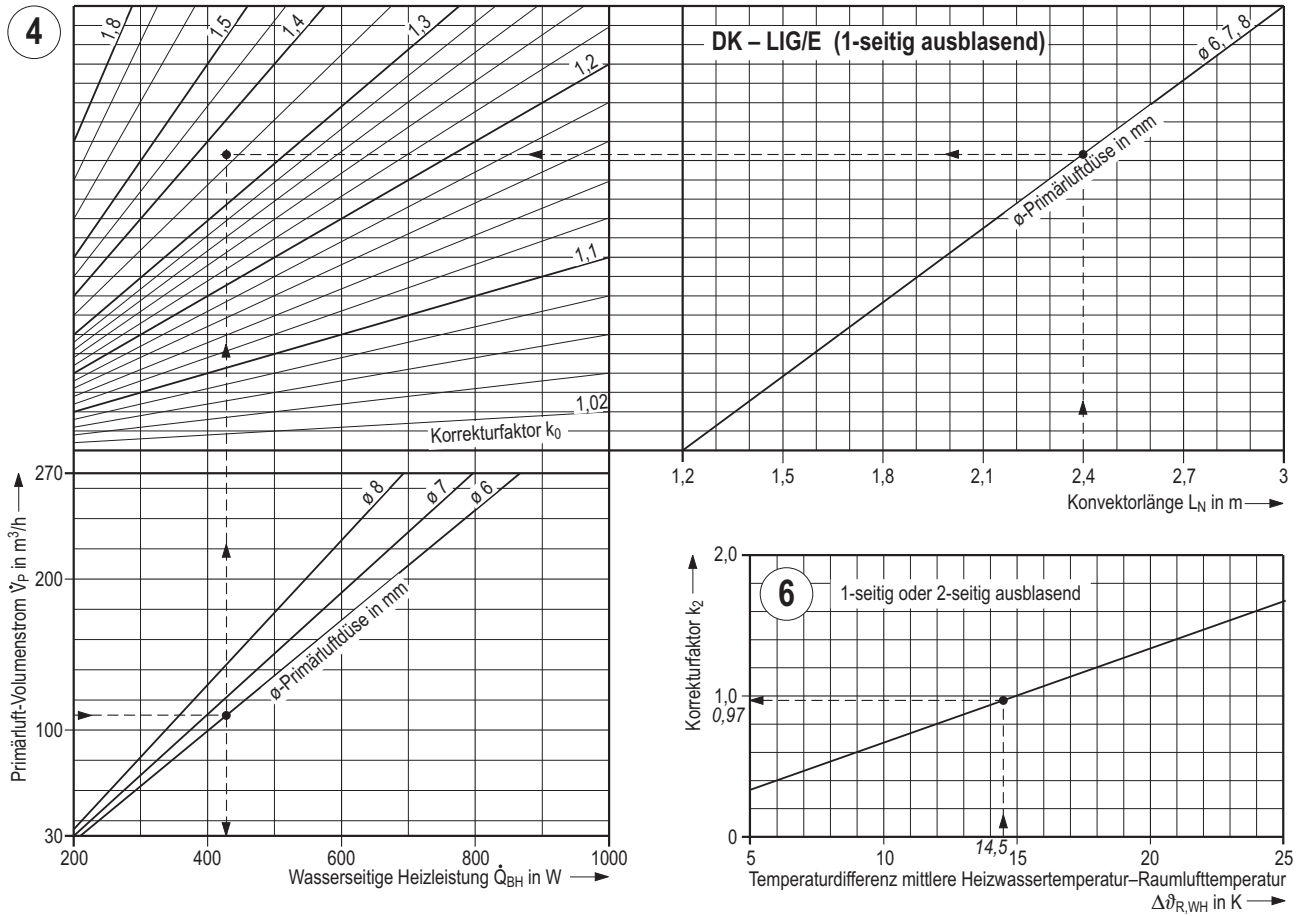 4
1,8
1,5
1,4
1,3
1,2
1,1
1,02
Korrekturfaktor k₀
DK – LIG/E (1-seitig ausblasend)
ø 6, 7, 8
ø-Primärluftdüse in mm
1,2 1,5 1,8 2,1 2,4 2,7 3
Konvektorlänge L_N in m
Primärluft-Volumenstrom V̇_P in m³/h
270
200
100
30
ø 8
ø 7
ø 6
ø-Primärluftdüse in mm
200 400 600 800 1000
Wasserseitige Heizleistung Q̇_BH in W
6
1-seitig oder 2-seitig ausblasend
Korrekturfaktor k₂
2,0
1,0
0,97
0
14,5
5 10 15 20 25
Temperaturdifferenz mittlere Heizwassertemperatur–Raumlufttemperatur
Δϑ_R,WH in K